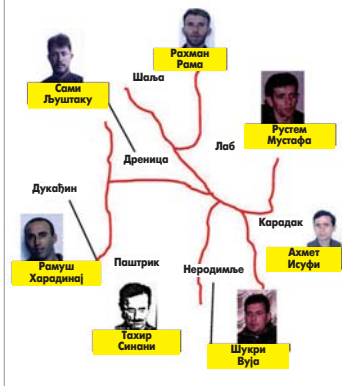 Рахман
Рама
Шаља
Сами
Љуштаку
Рустем
Мустафа
Лаб
Дреница
Дукађин
Карадак
Ахмет
Исуфи
Рамуш
Харадинај
Паштрик
Неродимље
Тахир
Синани
Шукри
Вуја